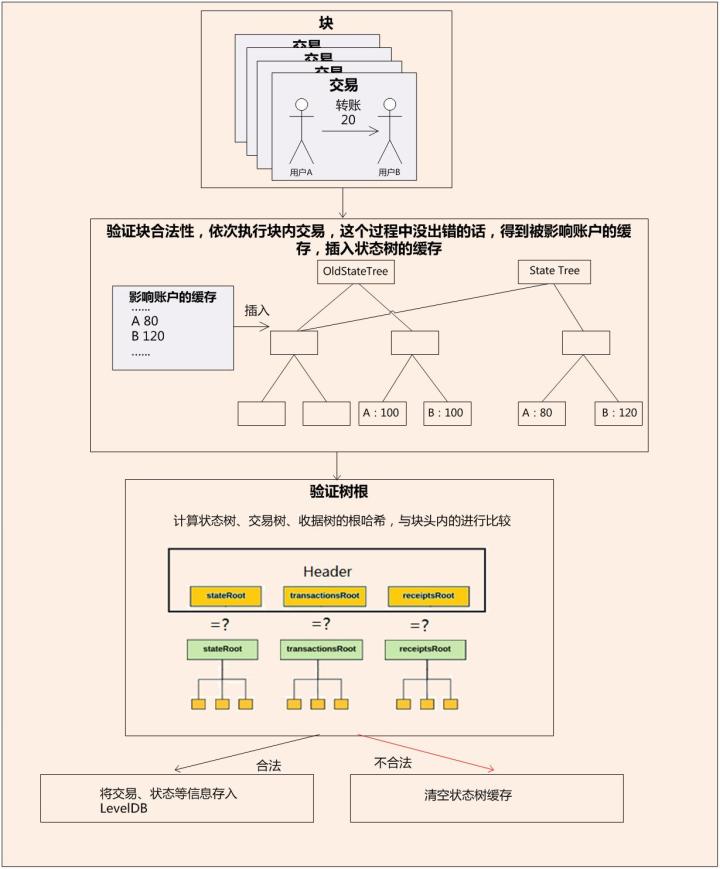 块
交易
交易
交易
交易
转账
20
用户A
用户B
验证块合法性，依次执行块内交易，这个过程中没出错的话，得到被影响账户的缓
存，插入状态树的缓存
OldStateTree
State Tree
影响账户的缓存
......
A 80
B 120
......
插入
A：100
B：100
A：80
B：120
验证树根
计算状态树、交易树、收据树的根哈希，与块头内的进行比较
Header
stateRoot
transactionsRoot
receiptsRoot
=?
=?
=?
stateRoot
transactionsRoot
receiptsRoot
合法
不合法
将交易、状态等信息存入
LevelDB
清空状态树缓存